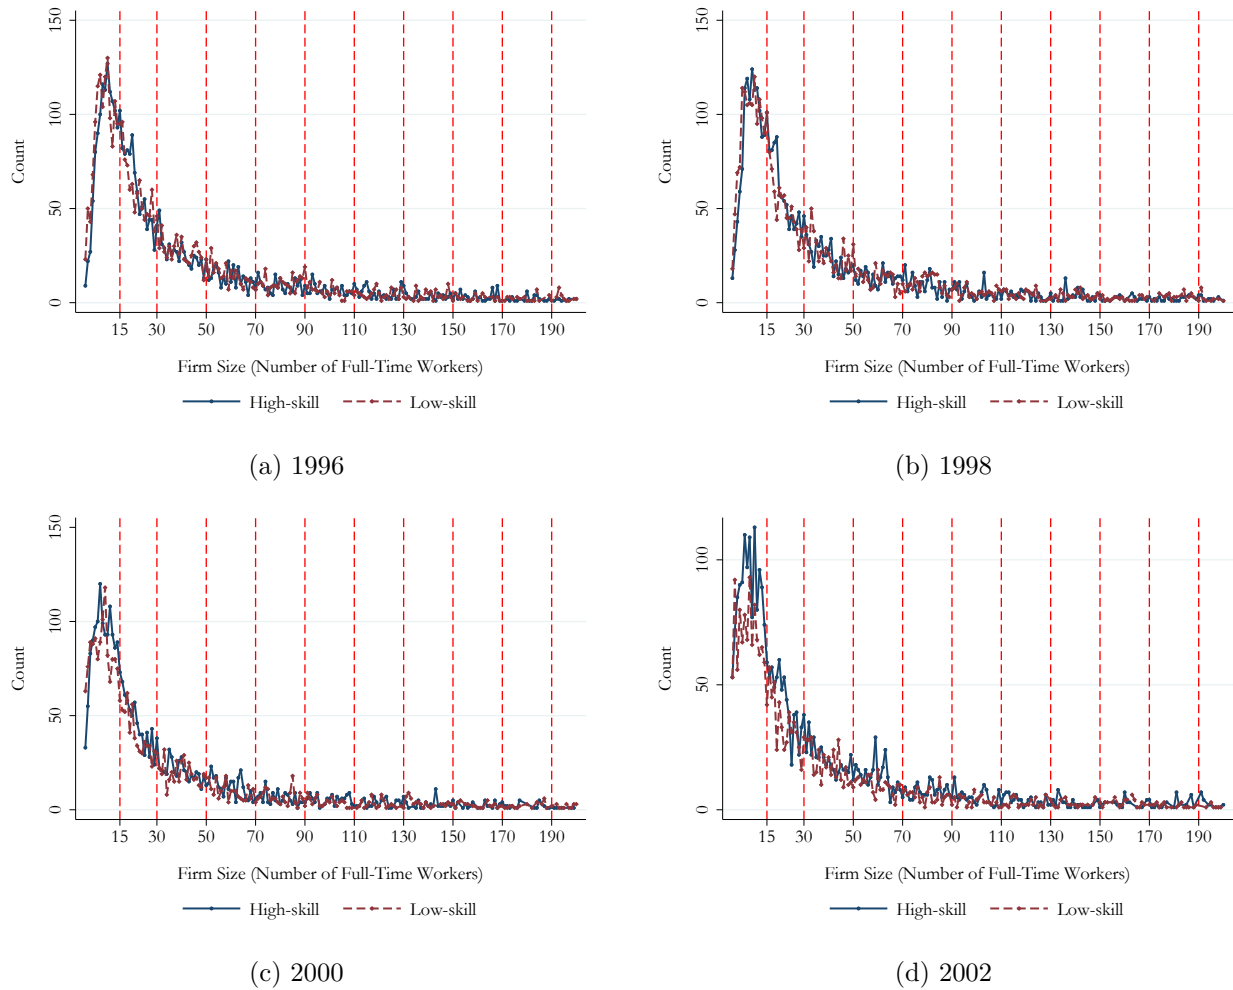 Count
150
100
50
0
15 30 50 70 90 110 130 150 170 190
Firm Size (Number of Full-Time Workers)
High-skill Low-skill
(a) 1996
Count
150
100
50
0
15 30 50 70 90 110 130 150 170 190
Firm Size (Number of Full-Time Workers)
High-skill Low-skill
(b) 1998
Count
150
100
50
0
15 30 50 70 90 110 130 150 170 190
Firm Size (Number of Full-Time Workers)
High-skill Low-skill
(c) 2000
Count
100
50
0
15 30 50 70 90 110 130 150 170 190
Firm Size (Number of Full-Time Workers)
High-skill Low-skill
(d) 2002